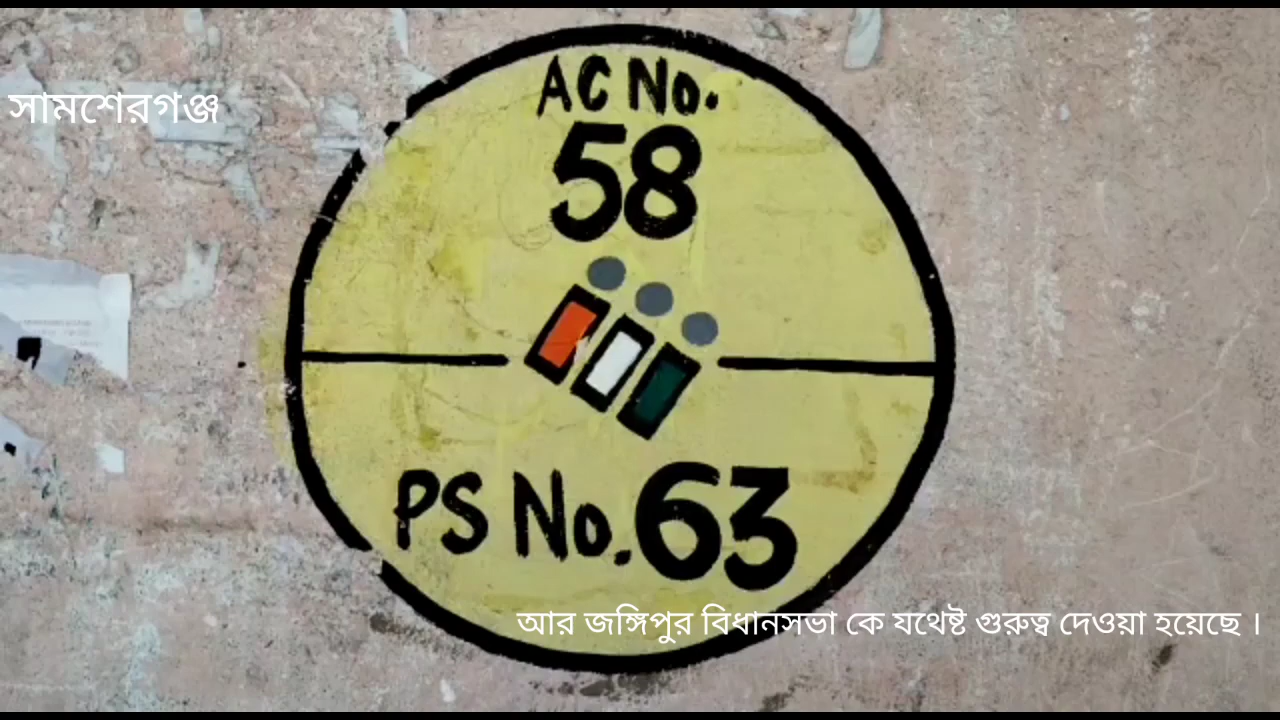 সামশেরগঞ্জ
AC No.
58
PS No. 63
আর জঙ্গিপুর বিধানসভা কে যথেষ্ট গুরুত্ব দেওয়া হয়েছে ।